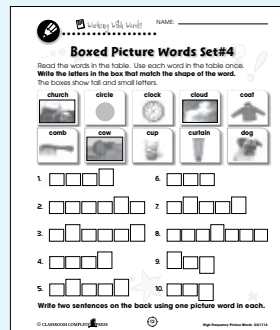 Working With Words NAME:
Boxed Picture Words Set#4
Read the words in the table. Use each word in the table once.
Write the letters in the box that match the shape of the word.
The boxes show tall and small letters.
church circle clock cloud coat
comb cow cup curtain dog
1. 6.
2. 7.
3. 8.
4. 9.
5. 10.
Write two sentences on the back using one picture word in each.
© CLASSROOM COMPLETE PRESS 12 High Frequency Picture Words